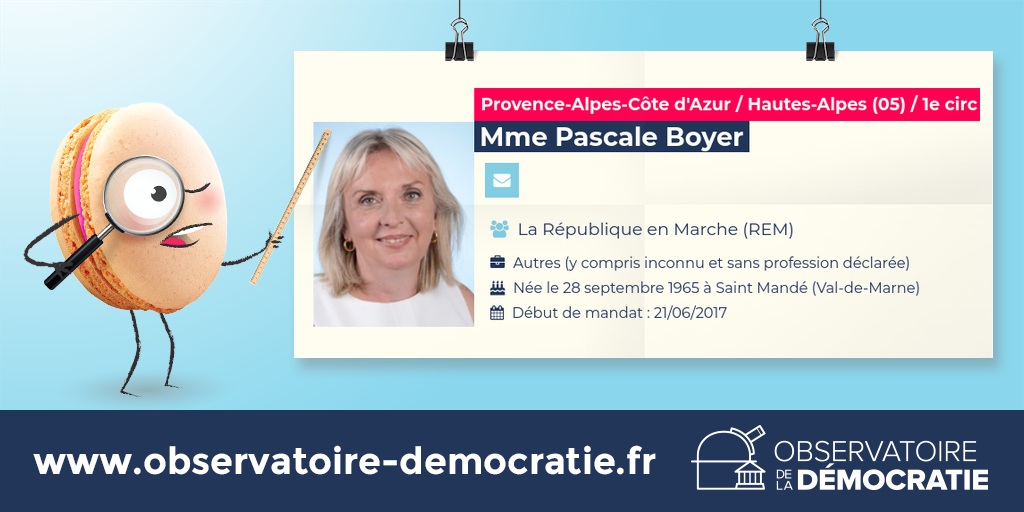 Provence-Alpes-Côte d'Azur / Hautes-Alpes (05) / 1e circ
Mme Pascale Boyer
La République en Marche (REM)
Autres (y compris inconnu et sans profession déclarée)
Née le 28 septembre 1965 à Saint Mandé (Val-de-Marne)
Début de mandat : 21/06/2017
www.observatoire-democratie.fr
OBSERVATOIRE
DE LA DÉMOCRATIE